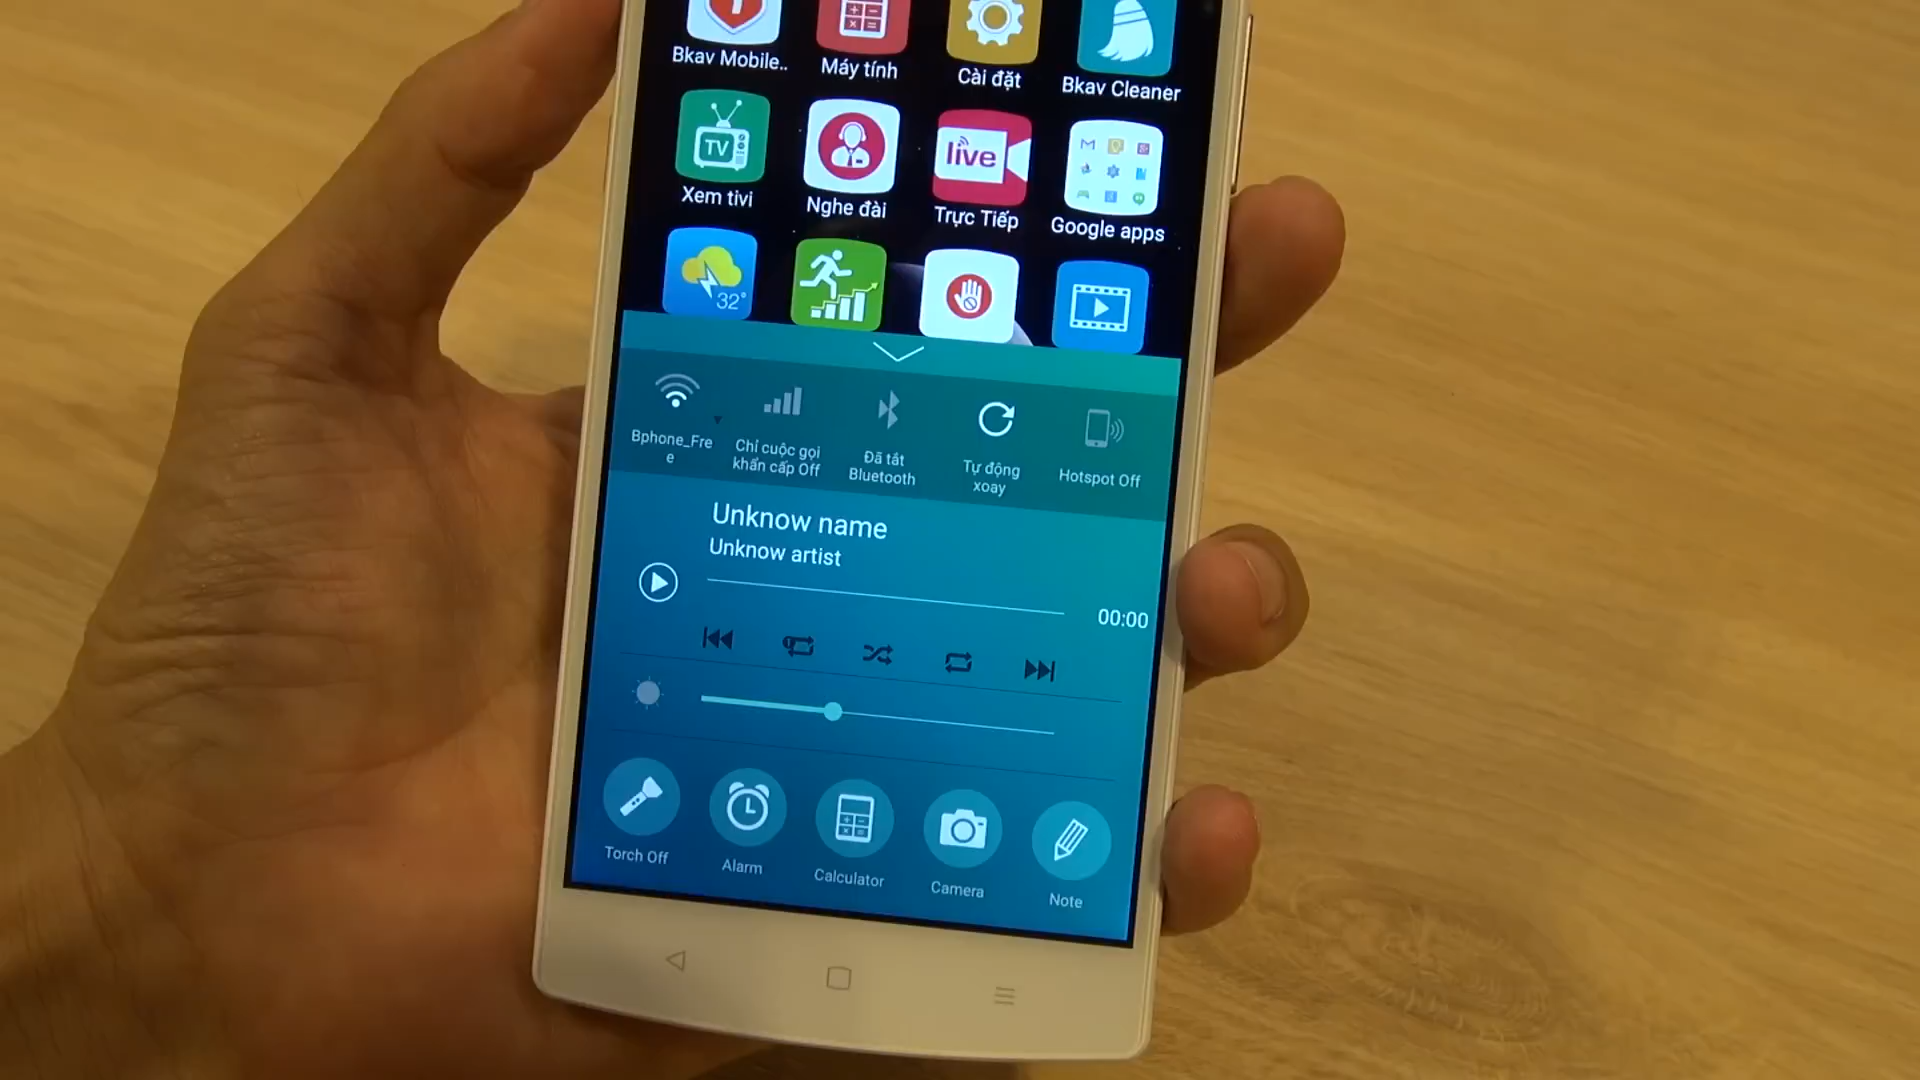 Bkav Mobile..
Máy tính
Cài đặt
Bkav Cleaner
TV
live
Xem tivi
Nghe đài
Trực Tiếp
Google apps
32°
Bphone_Fre
e
Chỉ cuộc gọi
khẩn cấp Off
Đã tắt
Bluetooth
Tự động
xoay
Hotspot Off
Unknow name
Unknow artist
00:00
Torch Off
Alarm
Calculator
Camera
Note